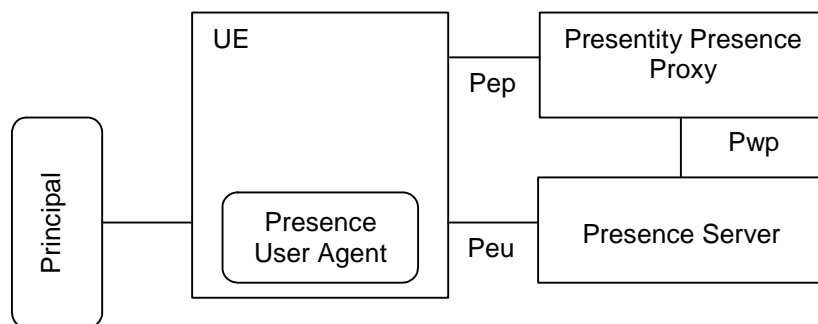 UE
Presentity Presence
Proxy
Pep
Pwp
Principal
Presence
User Agent
Peu
Presence Server